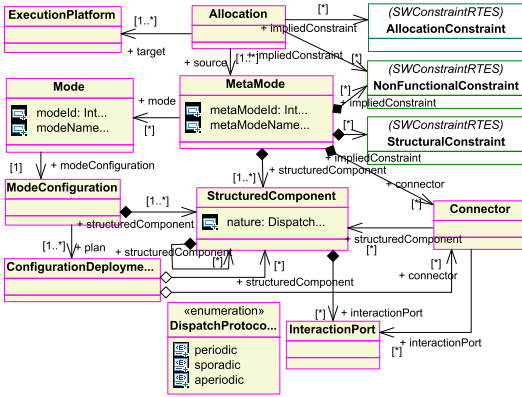 ExecutionPlatform
[1..*]
+ target
Allocation
[*]
+ impliedConstraint
(SWConstraintRTES)
AllocationConstraint
+ source
[1..*]
+ impliedConstraint
[*]
(SWConstraintRTES)
NonFunctionalConstraint
Mode
modeId: Int...
modeName...
+ mode
[*]
MetaMode
metaModeId: Int...
metaModeName...
[*]
+ impliedConstraint
[*]
(SWConstraintRTES)
StructuralConstraint
+ impliedConstraint
[1]
+ modeConfiguration
+ structuredComponent
[1..*]
+ connector
[*]
ModeConfiguration
[1..*]
+ structuredComponent
StructuredComponent
nature: Dispatch...
Connector
+ structuredComponent
[*]
+ plan
[1..*]
+ structuredComponent
[*]
[*]
ConfigurationDeployme...
+ structuredComponent
+ connector
[*]
«enumeration»
DispatchProtoco...
periodic
sporadic
aperiodic
[*]
+ interactionPort
InteractionPort
[*]
+ interactionPort